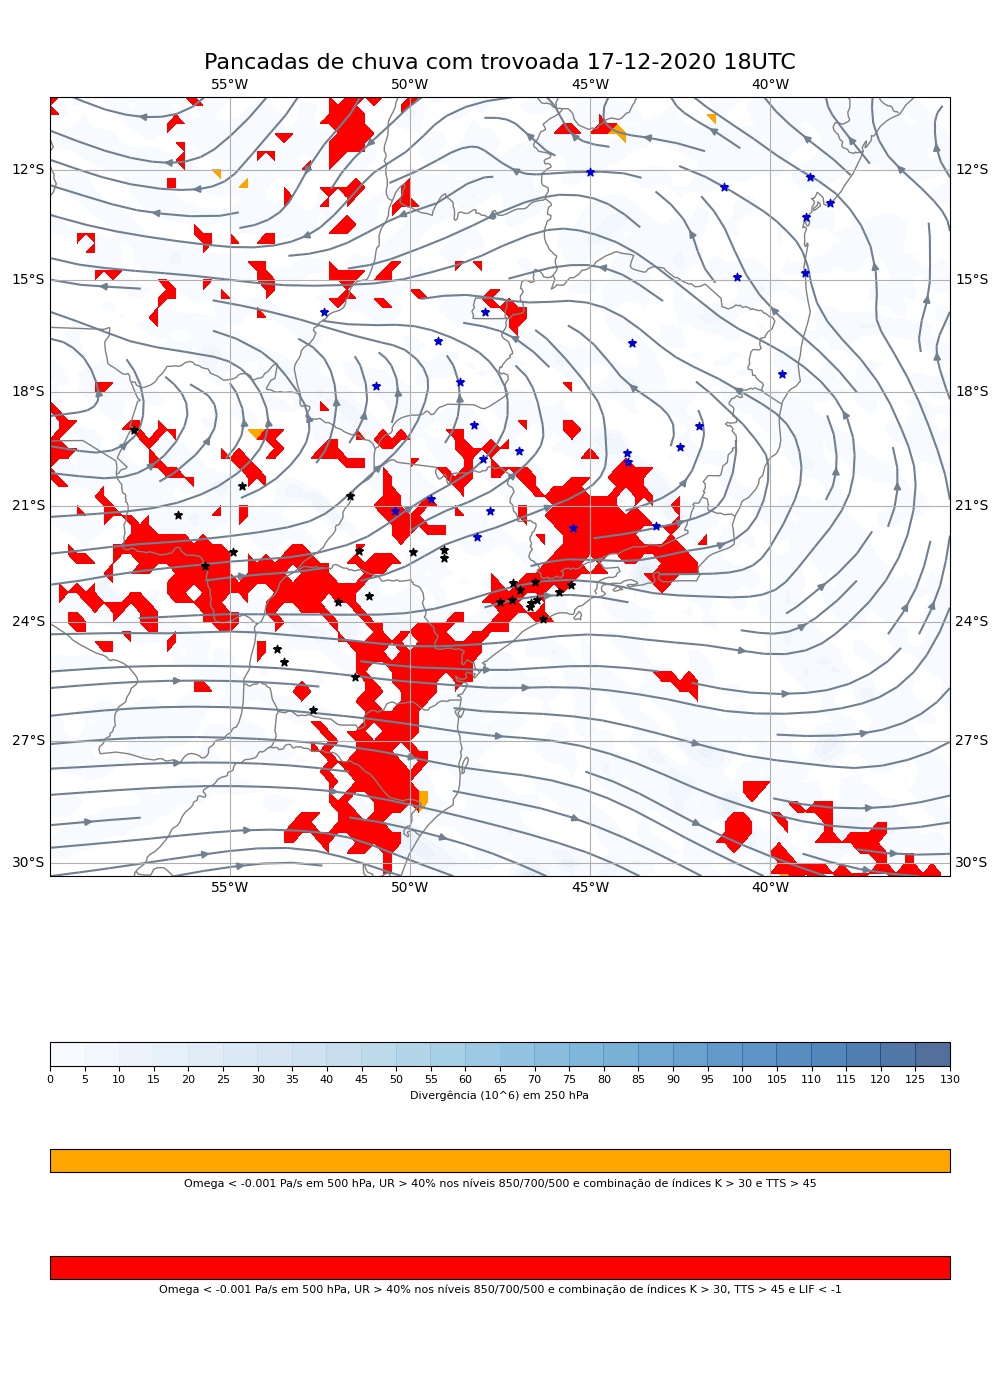 Pancadas de chuva com trovoada 17-12-2020 18UTC
55°W 50°W 45°W 40°W
12°S 12°S
15°S 15°S
18°S 18°S
21°S 21°S
24°S 24°S
27°S 27°S
30°S 30°S
55°W 50°W 45°W 40°W
0 5 10 15 20 25 30 35 40 45 50 55 60 65 70 75 80 85 90 95 100 105 110 115 120 125 130
Divergência (10^6) em 250 hPa
Omega < -0.001 Pa/s em 500 hPa, UR > 40% nos níveis 850/700/500 e combinação de índices K > 30 e TTS > 45
Omega < -0.001 Pa/s em 500 hPa, UR > 40% nos níveis 850/700/500 e combinação de índices K > 30, TTS > 45 e LIF < -1